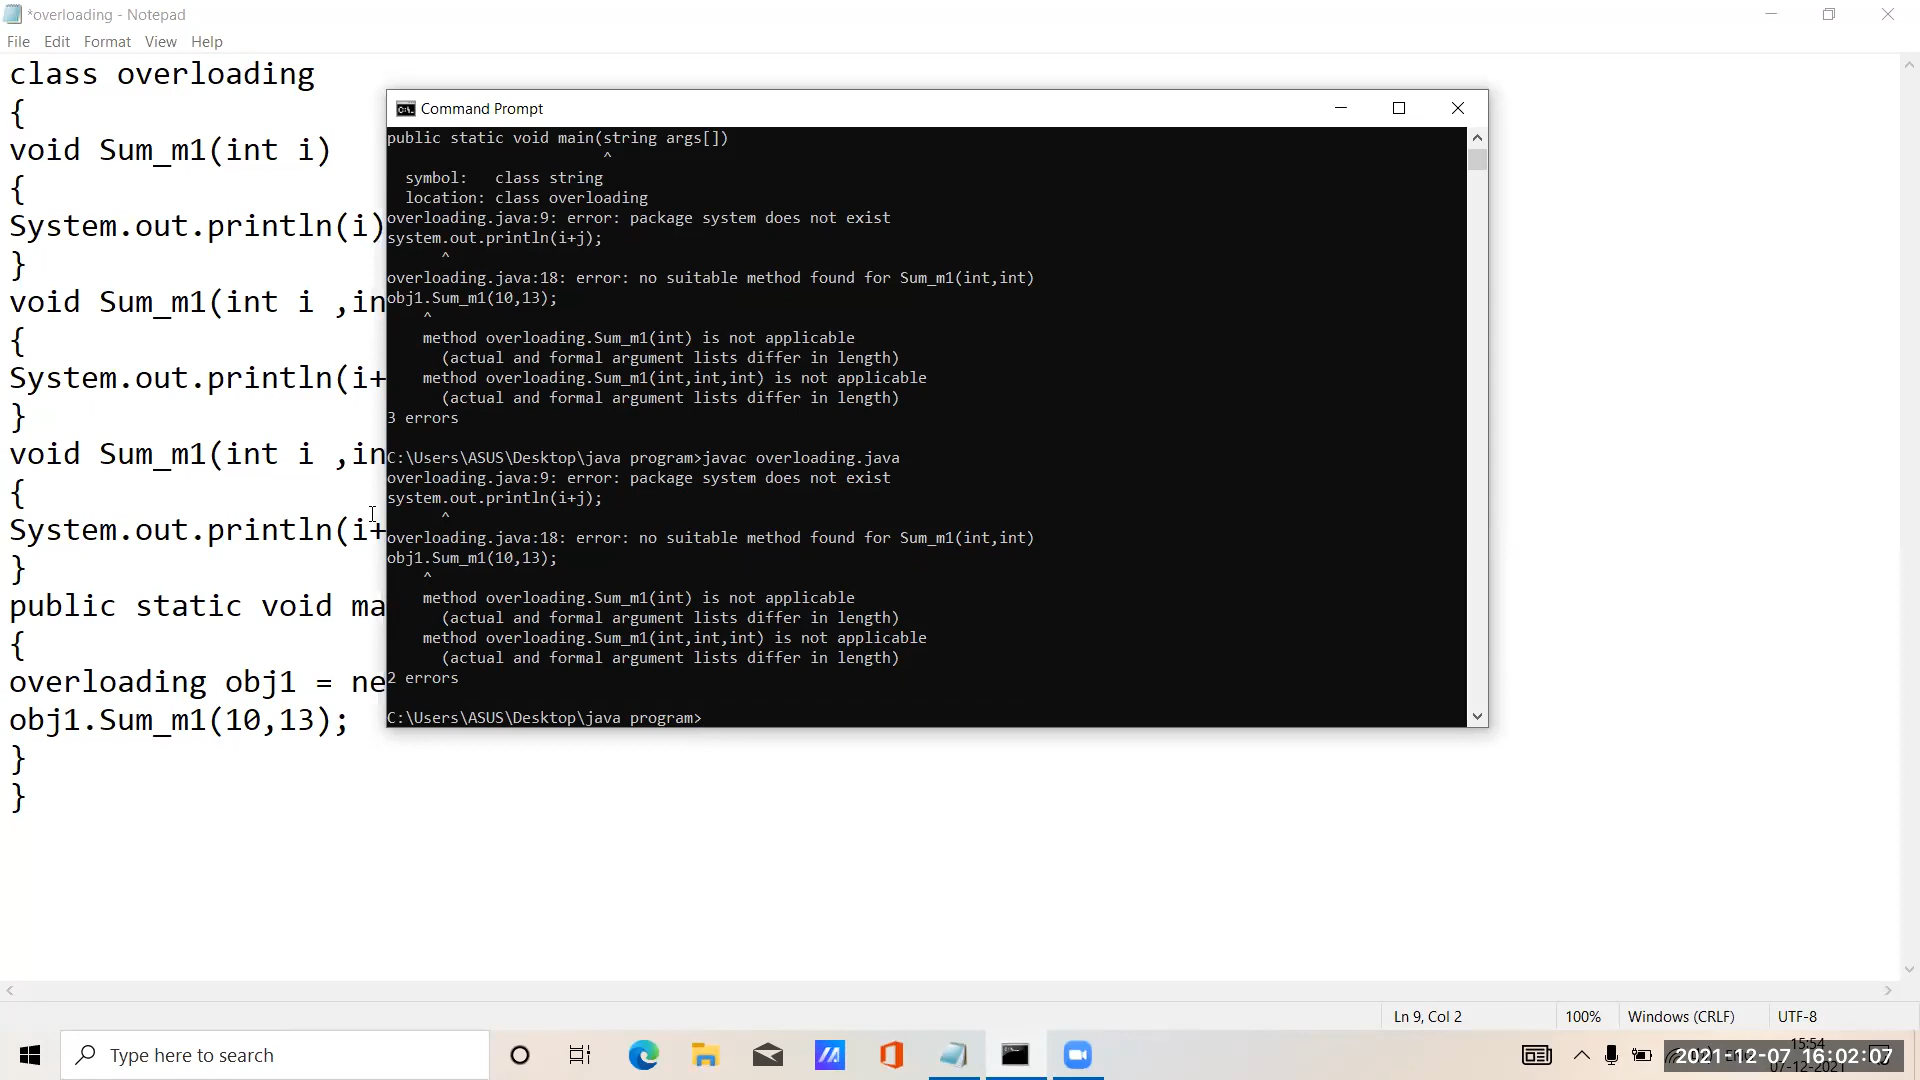 *overloading - Notepad
File Edit Format View Help
class overloading
{
void Sum_m1(int i)
{
System.out.println(i)
}
void Sum_m1(int i ,in
{
System.out.println(i+
}
void Sum_m1(int i ,in
{
System.out.println(i+
}
public static void ma
{
overloading obj1 = ne
obj1.Sum_m1(10,13);
}
}
Command Prompt
public static void main(string args[])
^
symbol:   class string
location: class overloading
overloading.java:9: error: package system does not exist
system.out.println(i+j);
^
overloading.java:18: error: no suitable method found for Sum_m1(int,int)
obj1.Sum_m1(10,13);
^
method overloading.Sum_m1(int) is not applicable
(actual and formal argument lists differ in length)
method overloading.Sum_m1(int,int,int) is not applicable
(actual and formal argument lists differ in length)
3 errors
C:\Users\ASUS\Desktop\java program>javac overloading.java
overloading.java:9: error: package system does not exist
system.out.println(i+j);
^
overloading.java:18: error: no suitable method found for Sum_m1(int,int)
obj1.Sum_m1(10,13);
^
method overloading.Sum_m1(int) is not applicable
(actual and formal argument lists differ in length)
method overloading.Sum_m1(int,int,int) is not applicable
(actual and formal argument lists differ in length)
2 errors
C:\Users\ASUS\Desktop\java program>
Ln 9, Col 2 100% Windows (CRLF) UTF-8
Type here to search
15:54
2021-12-07 16:02:07